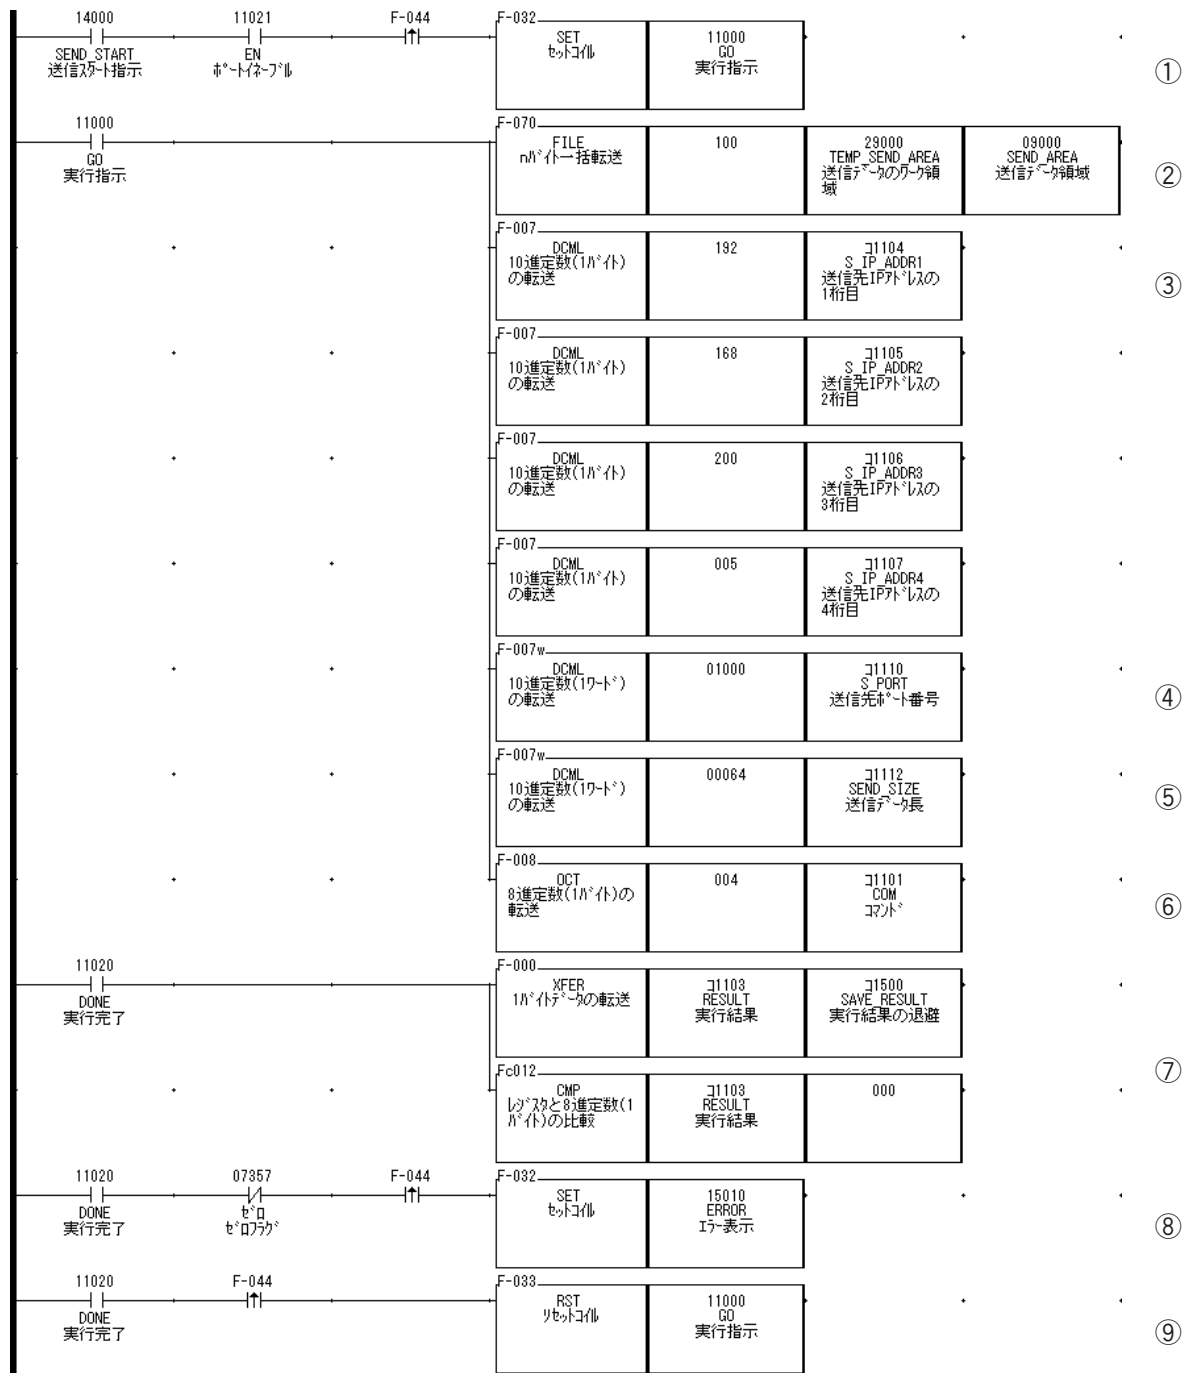 14000 11021 F-044 F-032
SET 11000
SEND_START EN セットコイル GO
送信スタート指示 ポートイネーブル 実行指示
①
11000 F-070
FILE 100 29000 09000
GO nバイト一括転送 TEMP_SEND_AREA SEND_AREA
実行指示 送信データのワーク領 送信データ領域
域
②
F-007
DCML 192 コ1104
10進定数(1バイト) S_IP_ADDR1
の転送 送信先IPアドレスの
1桁目
③
F-007
DCML 168 コ1105
10進定数(1バイト) S_IP_ADDR2
の転送 送信先IPアドレスの
2桁目
F-007
DCML 200 コ1106
10進定数(1バイト) S_IP_ADDR3
の転送 送信先IPアドレスの
3桁目
F-007
DCML 005 コ1107
10進定数(1バイト) S_IP_ADDR4
の転送 送信先IPアドレスの
4桁目
F-007w
DCML 01000 コ1110
10進定数(1ワード) S_PORT
の転送 送信先ポート番号
④
F-007w
DCML 00064 コ1112
10進定数(1ワード) SEND_SIZE
の転送 送信データ長
⑤
F-008
OCT 004 コ1101
8進定数(1バイト)の COM
転送 コマンド
⑥
11020 F-000
XFER コ1103 コ1500
DONE 1バイトデータの転送 RESULT SAVE_RESULT
実行完了 実行結果 実行結果の退避
⑦
Fc012
CMP コ1103 000
レジスタと8進定数(1 RESULT
バイト)の比較 実行結果
11020 07357 F-044 F-032
SET 15010
DONE ゼロ セットコイル ERROR
実行完了 ゼロフラグ エラー表示
⑧
11020 F-044 F-033
RST 11000
DONE リセットコイル GO
実行完了 実行指示
⑨